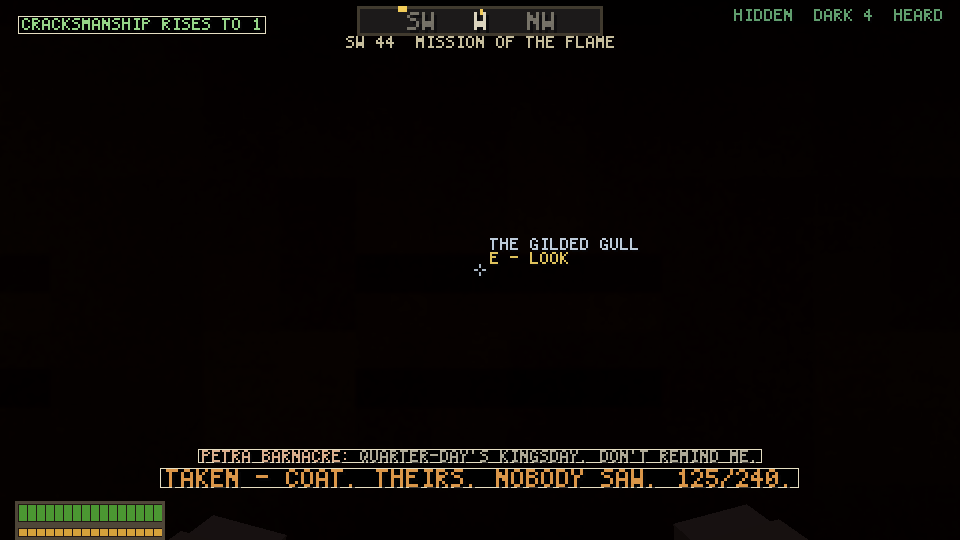 CRACKSMANSHIP RISES TO 1
SW W NW
HIDDEN DARK 4 HEARD
SW 44 MISSION OF THE FLAME
THE GILDED GULL
E - LOOK
PETRA BARNACRE: QUARTER-DAY'S KINGSDAY. DON'T REMIND ME.
TAKEN - COAT. THEIRS. NOBODY SAW. 125/240.